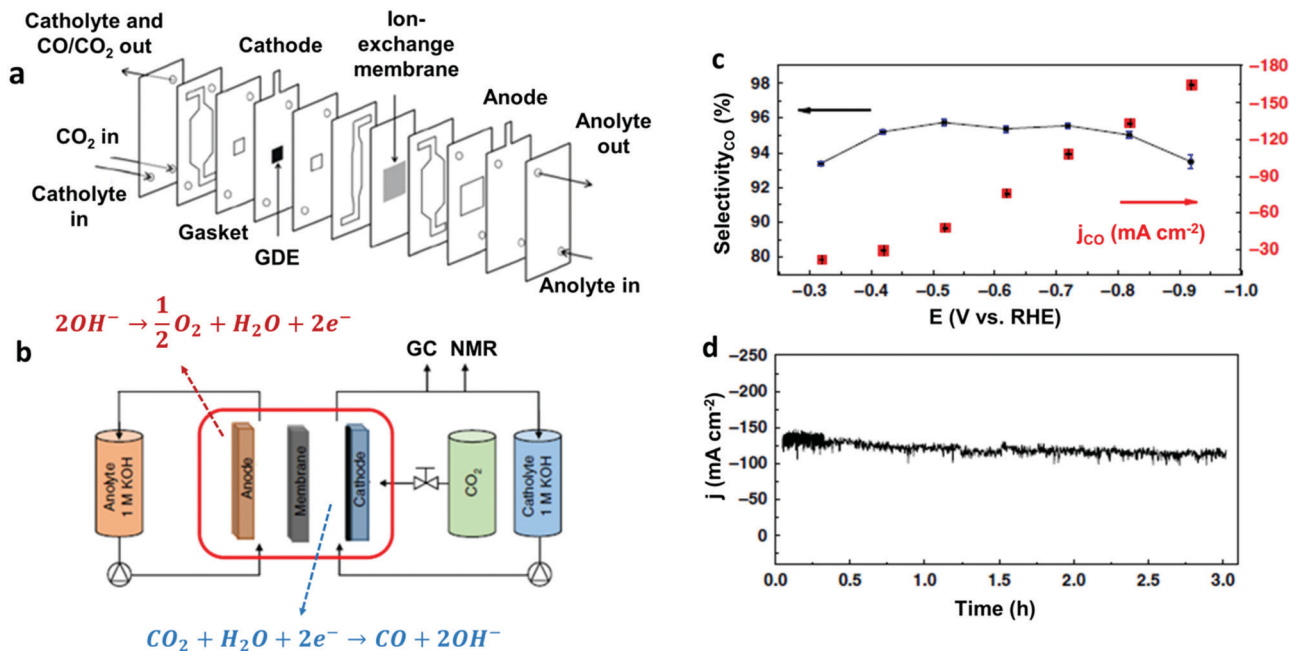 a
Catholyte and
CO/CO₂ out
Cathode
Ion-
exchange
membrane
Anode
Anolyte
out
CO₂ in
Catholyte
in
Gasket
GDE
Anolyte in
2OH⁻ → 1/2 O₂ + H₂O + 2e⁻
b
GC NMR
Anolyte
1 M KOH
Anode
Membrane
Cathode
CO₂
Catholyte
1 M KOH
CO₂ + H₂O + 2e⁻ → CO + 2OH⁻
c
Selectivity_CO (%)
98
96
94
92
90
82
80
−180
−150
−120
−90
−60
−30
j_CO (mA cm⁻²)
−0.3 −0.4 −0.5 −0.6 −0.7 −0.8 −0.9 −1.0
E (V vs. RHE)
d
j (mA cm⁻²)
−250
−200
−150
−100
−50
0
0.0 0.5 1.0 1.5 2.0 2.5 3.0
Time (h)